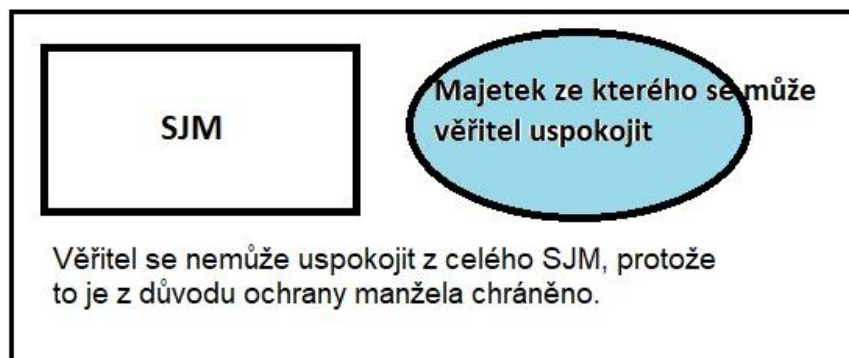 SJM
Majetek ze kterého se může
věřitel uspokojit
Věřitel se nemůže uspokojit z celého SJM, protože
to je z důvodu ochrany manžela chráněno.